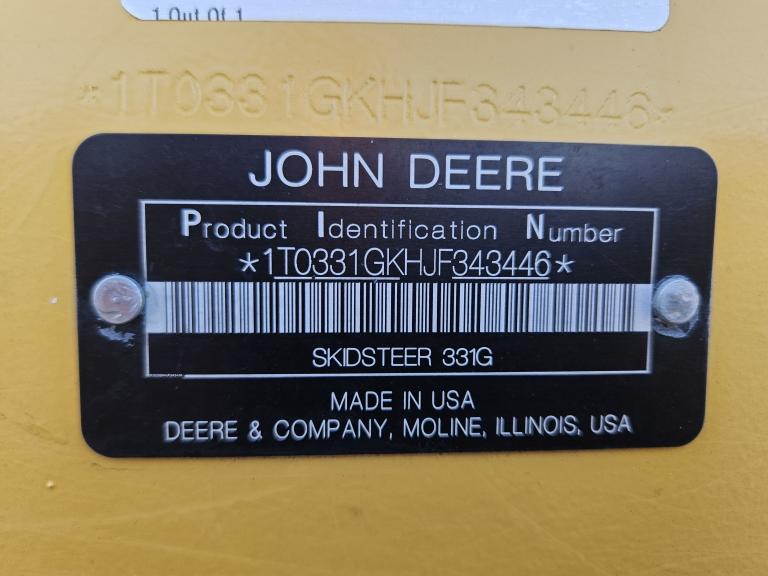 1 Out Of 1
*1T0331GKHJF343446*
JOHN DEERE
Product Identification Number
*1T0331GKHJF343446*
SKIDSTEER 331G
MADE IN USA
DEERE & COMPANY, MOLINE, ILLINOIS, USA